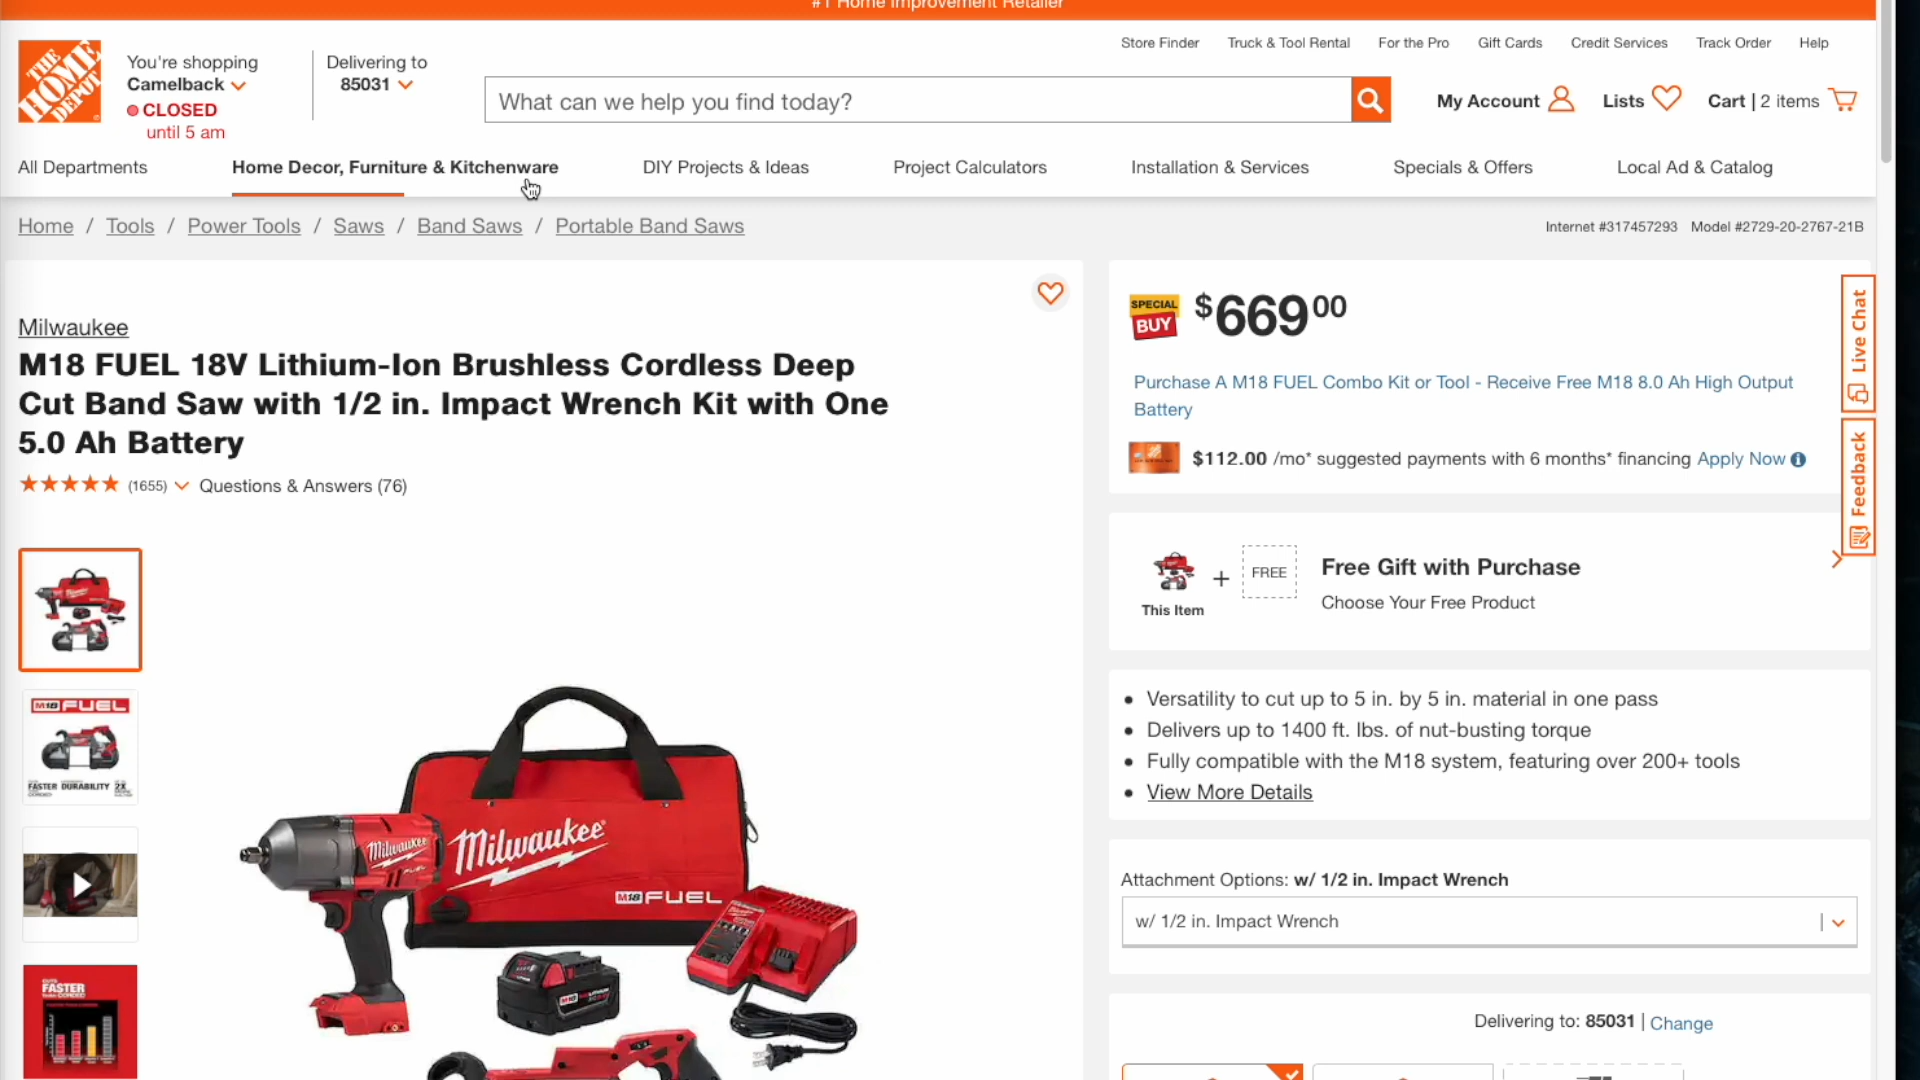 #1 Home Improvement Retailer
Store Finder
Truck & Tool Rental
For the Pro
Gift Cards
Credit Services
Track Order
Help
THE HOME DEPOT
You're shopping
Camelback
CLOSED
until 5 am
Delivering to
85031
What can we help you find today?
My Account
Lists
Cart | 2 items
All Departments
Home Decor, Furniture & Kitchenware
DIY Projects & Ideas
Project Calculators
Installation & Services
Specials & Offers
Local Ad & Catalog
Home / Tools / Power Tools / Saws / Band Saws / Portable Band Saws
Internet #317457293 Model #2729-20-2767-21B
Milwaukee
M18 FUEL 18V Lithium-Ion Brushless Cordless Deep
Cut Band Saw with 1/2 in. Impact Wrench Kit with One
5.0 Ah Battery
(1655)
Questions & Answers (76)
M18 FUEL
FASTER DURABILITY 2X
FASTER
Milwaukee
FUEL
Milwaukee
M18 FUEL
SPECIAL
BUY
$669 00
Purchase A M18 FUEL Combo Kit or Tool - Receive Free M18 8.0 Ah High Output
Battery
$112.00 /mo* suggested payments with 6 months* financing Apply Now
This Item
+
FREE
Free Gift with Purchase
Choose Your Free Product
Versatility to cut up to 5 in. by 5 in. material in one pass
Delivers up to 1400 ft. lbs. of nut-busting torque
Fully compatible with the M18 system, featuring over 200+ tools
View More Details
Attachment Options: w/ 1/2 in. Impact Wrench
w/ 1/2 in. Impact Wrench
Delivering to: 85031 | Change
Live Chat
Feedback